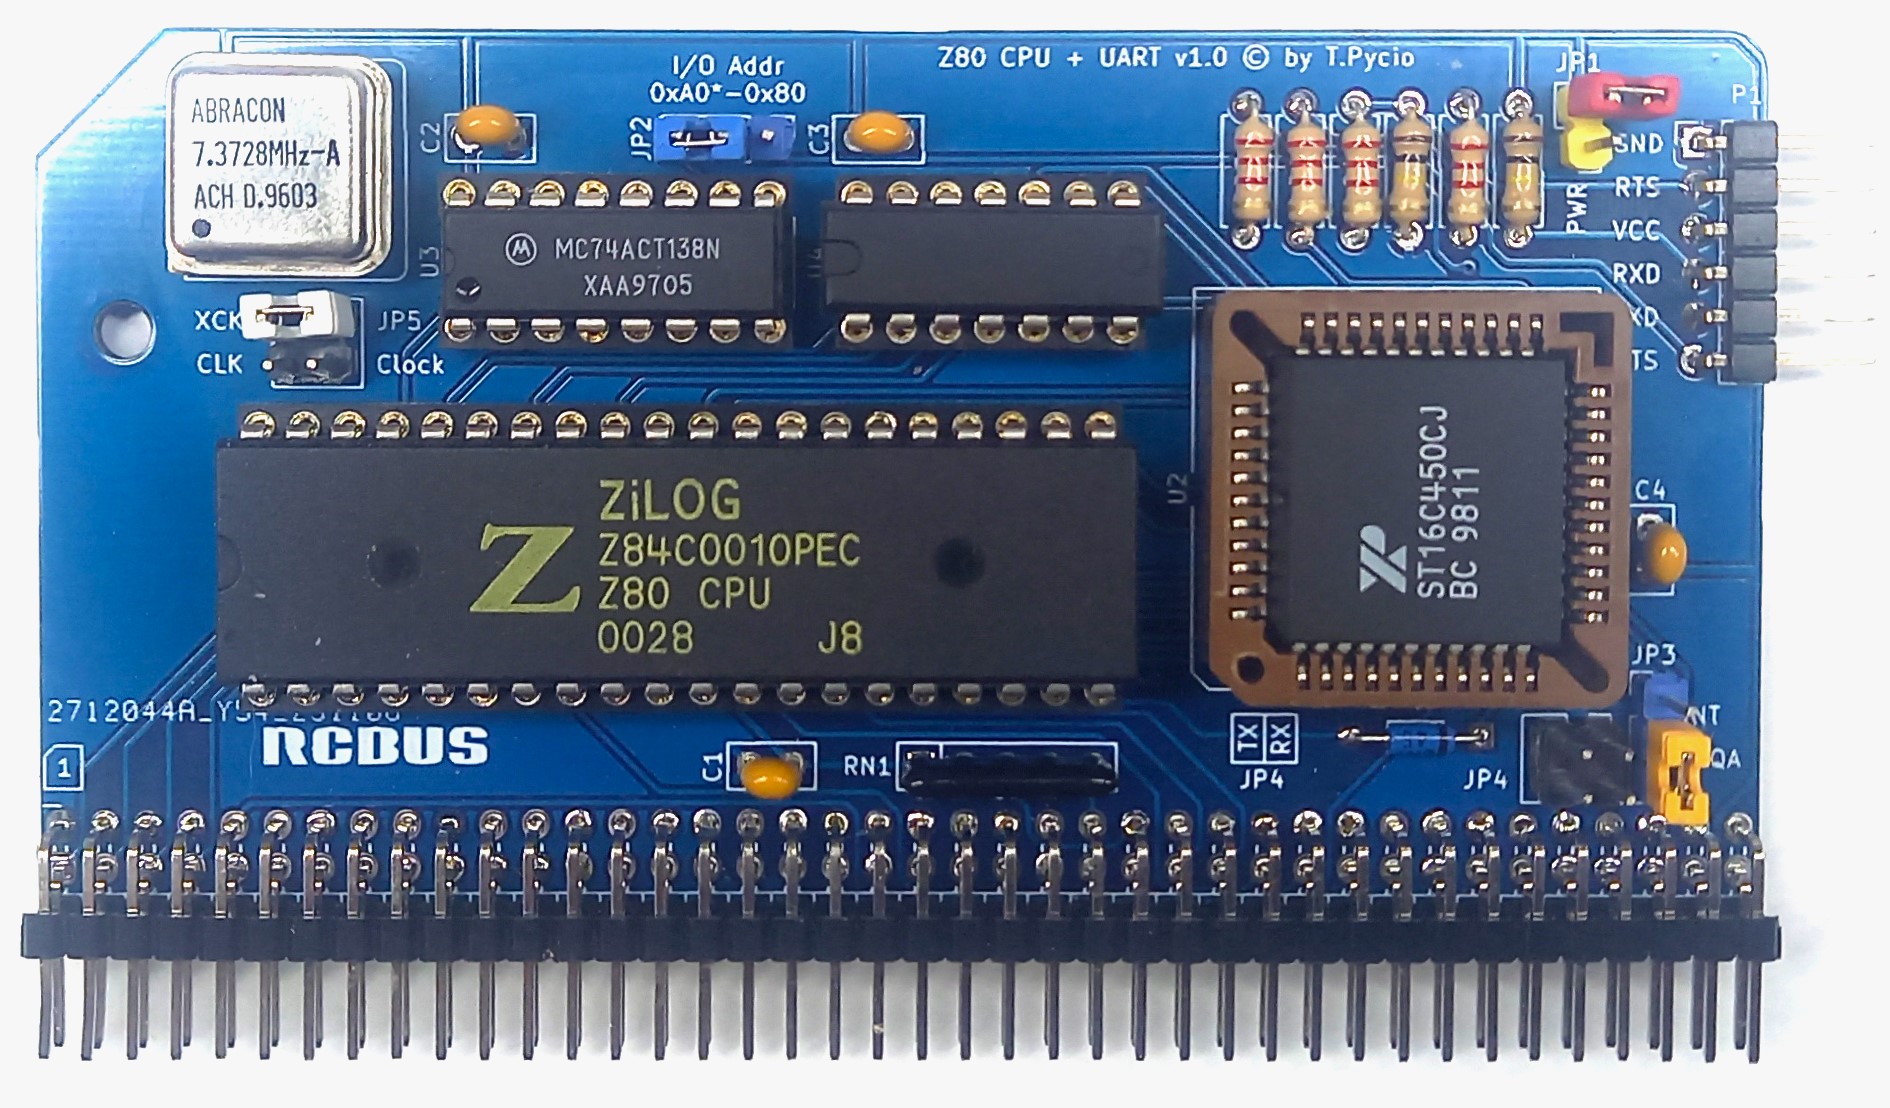 Z80 CPU + UART v1.0 © by T.Pycio
I/O Addr
0xA0*-0x80
JP1
P1
ABRACON
7.3728MHz-A
ACH D.9603
C2
JP2
C3
GND
RTS
VCC
RXD
PWR
MC74ACT138N
XAA9705
U3
U4
XCK
JP5
CLK
Clock
ZiLOG
Z84C0010PEC
Z80 CPU
0028 J8
Z
U2
ST16C450CJ
BC 9811
C4
JP3
2712044A
RCBUS
1
C1
RN1
TX
RX
JP4
JP4